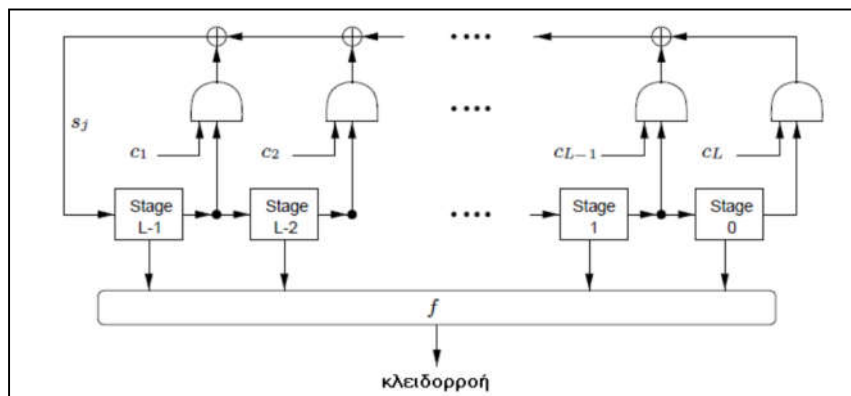 s_j
c_1 c_2 c_{L-1} c_L
Stage L-1
Stage L-2
Stage 1
Stage 0
f
κλειδορροή